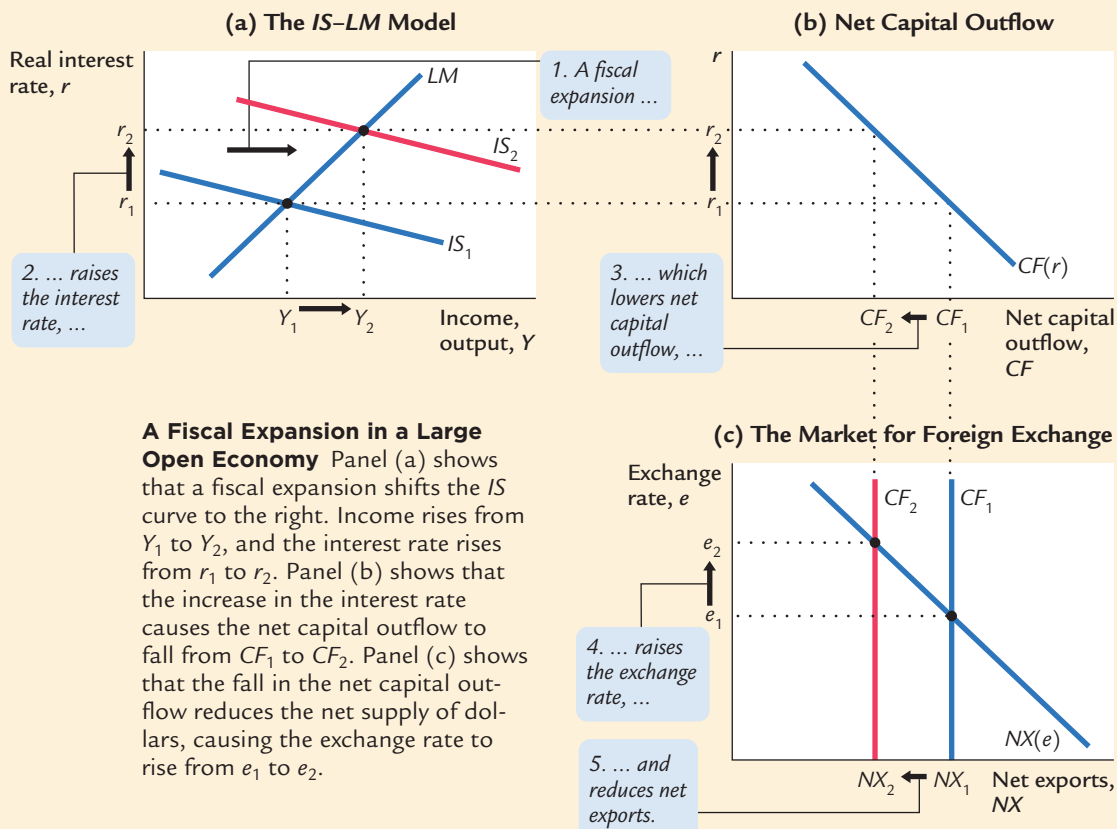 (a) The IS–LM Model
Real interest
rate, r
LM
1. A fiscal
expansion ...
r2
IS2
r1
IS1
2. ... raises
the interest
rate, ...
Y1
Y2
Income,
output, Y
(b) Net Capital Outflow
r
r2
r1
CF(r)
3. ... which
lowers net
capital
outflow, ...
CF2
CF1
Net capital
outflow,
CF
A Fiscal Expansion in a Large
Open Economy Panel (a) shows
that a fiscal expansion shifts the IS
curve to the right. Income rises from
Y1 to Y2, and the interest rate rises
from r1 to r2. Panel (b) shows that
the increase in the interest rate
causes the net capital outflow to
fall from CF1 to CF2. Panel (c) shows
that the fall in the net capital out-
flow reduces the net supply of dol-
lars, causing the exchange rate to
rise from e1 to e2.
(c) The Market for Foreign Exchange
Exchange
rate, e
CF2
CF1
e2
e1
4. ... raises
the exchange
rate, ...
NX(e)
5. ... and
reduces net
exports.
NX2
NX1
Net exports,
NX